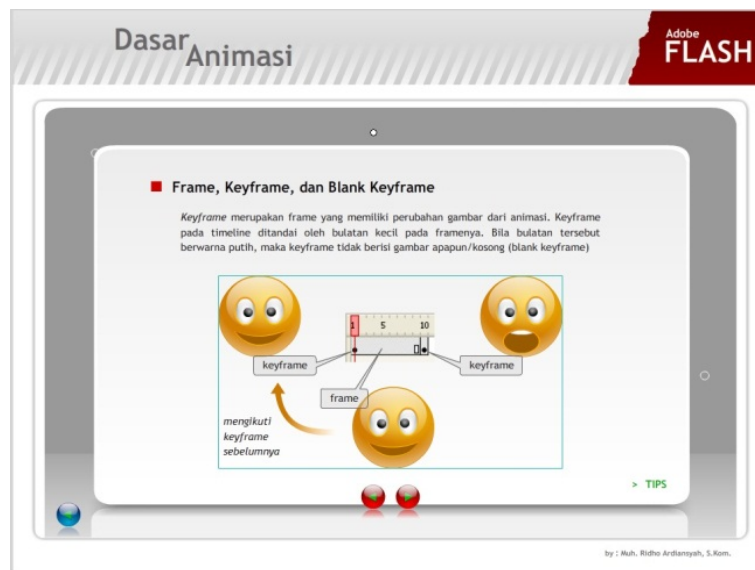 Dasar
Animasi
Adobe
FLASH
Frame, Keyframe, dan Blank Keyframe
Keyframe merupakan frame yang memiliki perubahan gambar dari animasi. Keyframe
pada timeline ditandai oleh bulatan kecil pada framenya. Bila bulatan tersebut
berwarna putih, maka keyframe tidak berisi gambar apapun/kosong (blank keyframe)
1 5 10
keyframe
keyframe
frame
mengikuti
keyframe
sebelumnya
> TIPS
by : Muh. Ridho Ardiansyah, S.Kom.